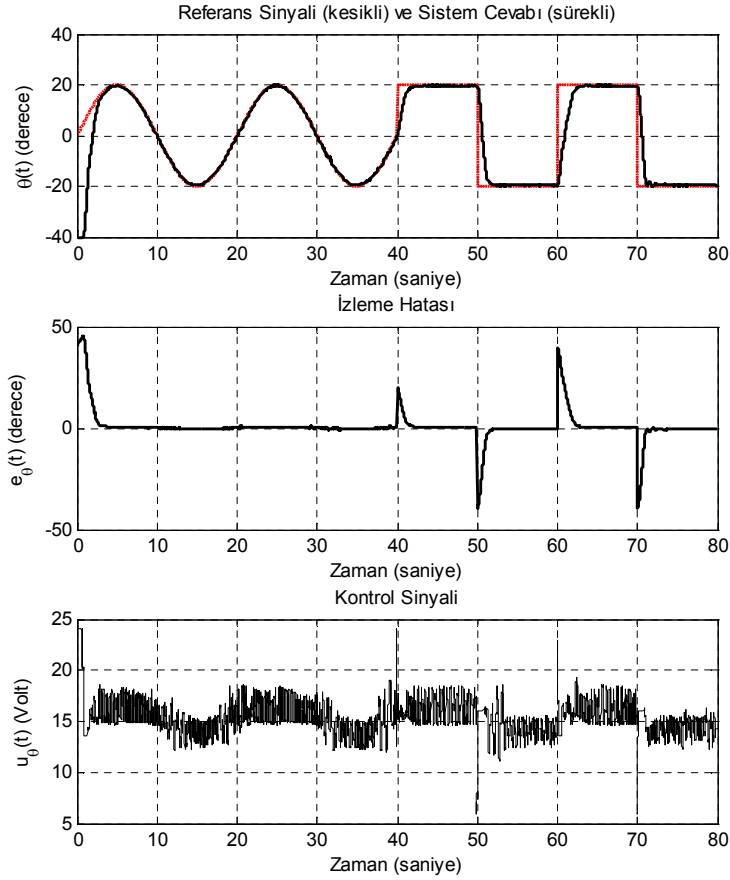 Referans Sinyali (kesikli) ve Sistem Cevabı (sürekli)
40
20
0
-20
-40
θ(t) (derece)
0 10 20 30 40 50 60 70 80
Zaman (saniye)
İzleme Hatası
50
0
-50
eθ(t) (derece)
0 10 20 30 40 50 60 70 80
Zaman (saniye)
Kontrol Sinyali
25
20
15
10
5
uθ(t) (Volt)
0 10 20 30 40 50 60 70 80
Zaman (saniye)